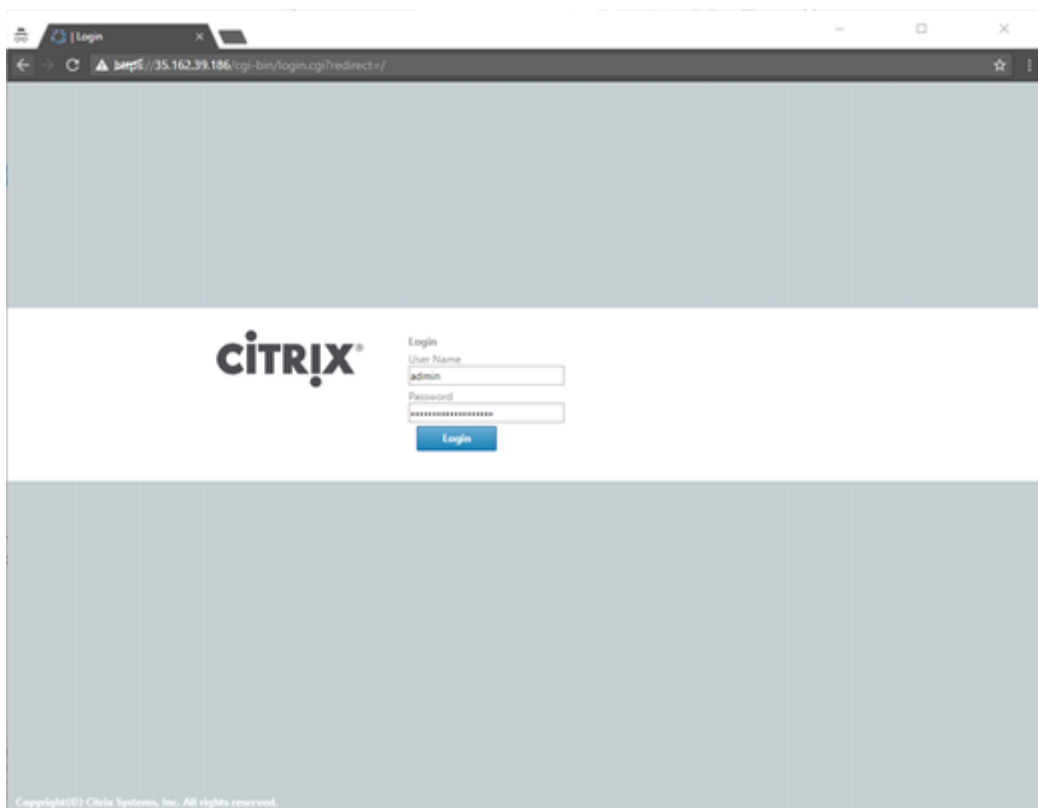 | Login
https://35.162.39.186/cgi-bin/login.cgi?redirect=/
CITRIX®
Login
User Name
admin
Password
Login
Copyright(©) Citrix Systems, Inc. All rights reserved.